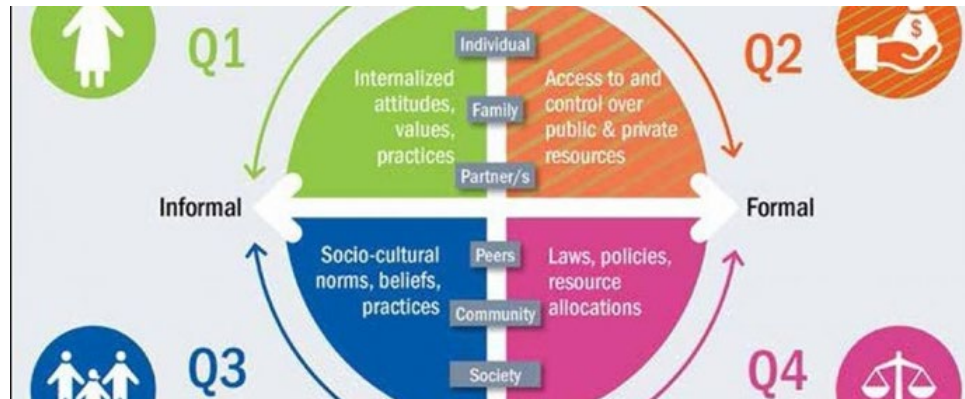 Q1
Individual
Q2
$
Internalized
attitudes,
values,
practices
Family
Access to and
control over
public & private
resources
Partner/s
Informal
Formal
Socio-cultural
norms, beliefs,
practices
Peers
Laws, policies,
resource
allocations
Community
Q3
Society
Q4